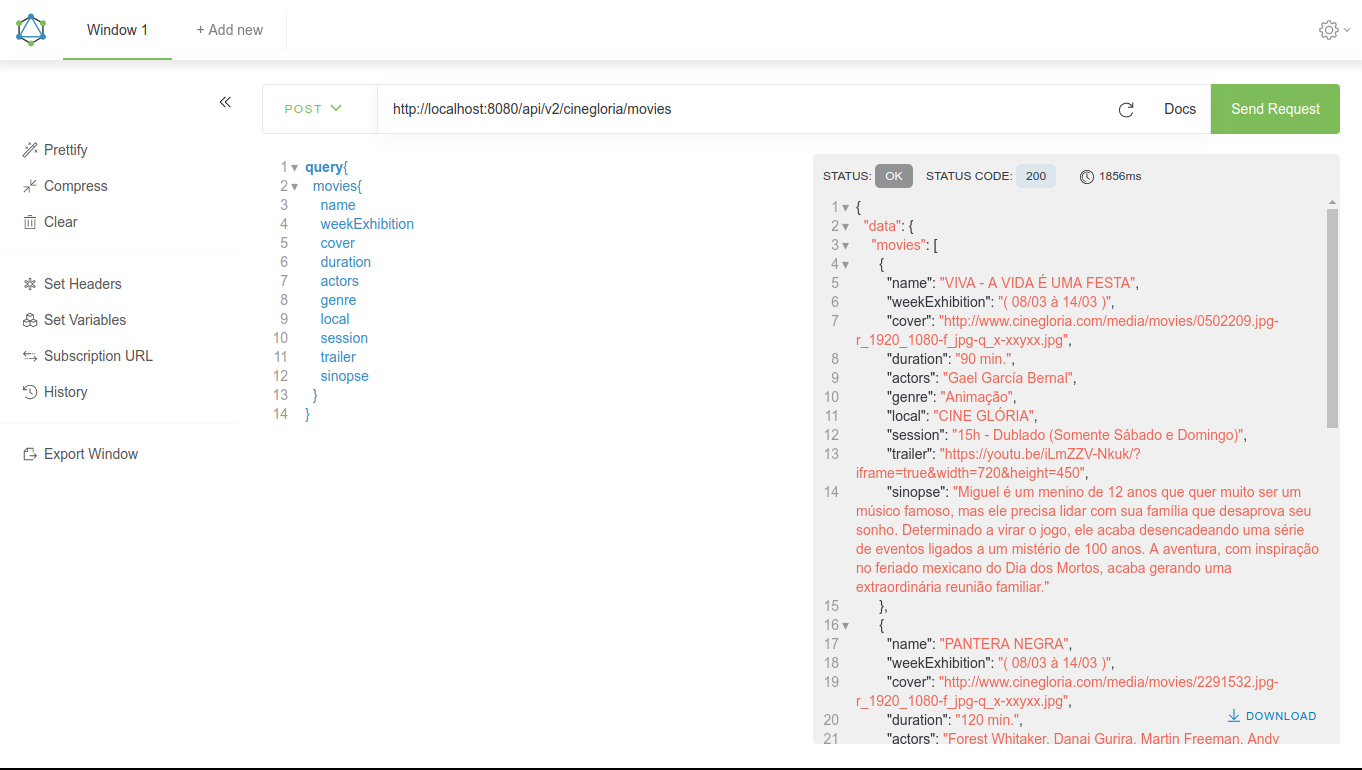 Window 1
+ Add new
POST
http://localhost:8080/api/v2/cinegloria/movies
Docs
Send Request
Prettify
Compress
Clear
Set Headers
Set Variables
Subscription URL
History
Export Window
1 query{
2 movies{
3 name
4 weekExhibition
5 cover
6 duration
7 actors
8 genre
9 local
10 session
11 trailer
12 sinopse
13 }
14 }
STATUS: OK STATUS CODE: 200 1856ms
1 {
2 "data": {
3 "movies": [
4 {
5 "name": "VIVA - A VIDA É UMA FESTA",
6 "weekExhibition": "( 08/03 à 14/03 )",
7 "cover": "http://www.cinegloria.com/media/movies/0502209.jpg-
r_1920_1080-f_jpg-q_x-xxyxx.jpg",
8 "duration": "90 min.",
9 "actors": "Gael García Bernal",
10 "genre": "Animação",
11 "local": "CINE GLÓRIA",
12 "session": "15h - Dublado (Somente Sábado e Domingo)",
13 "trailer": "https://youtu.be/iLmZZV-Nkuk/?
iframe=true&width=720&height=450",
14 "sinopse": "Miguel é um menino de 12 anos que quer muito ser um
músico famoso, mas ele precisa lidar com sua família que desaprova seu
sonho. Determinado a virar o jogo, ele acaba desencadeando uma série
de eventos ligados a um mistério de 100 anos. A aventura, com inspiração
no feriado mexicano do Dia dos Mortos, acaba gerando uma
extraordinária reunião familiar."
15 },
16 {
17 "name": "PANTERA NEGRA",
18 "weekExhibition": "( 08/03 à 14/03 )",
19 "cover": "http://www.cinegloria.com/media/movies/2291532.jpg-
r_1920_1080-f_jpg-q_x-xxyxx.jpg",
20 "duration": "120 min.",
21 "actors": "Forest Whitaker, Danai Gurira, Martin Freeman, Andy
DOWNLOAD